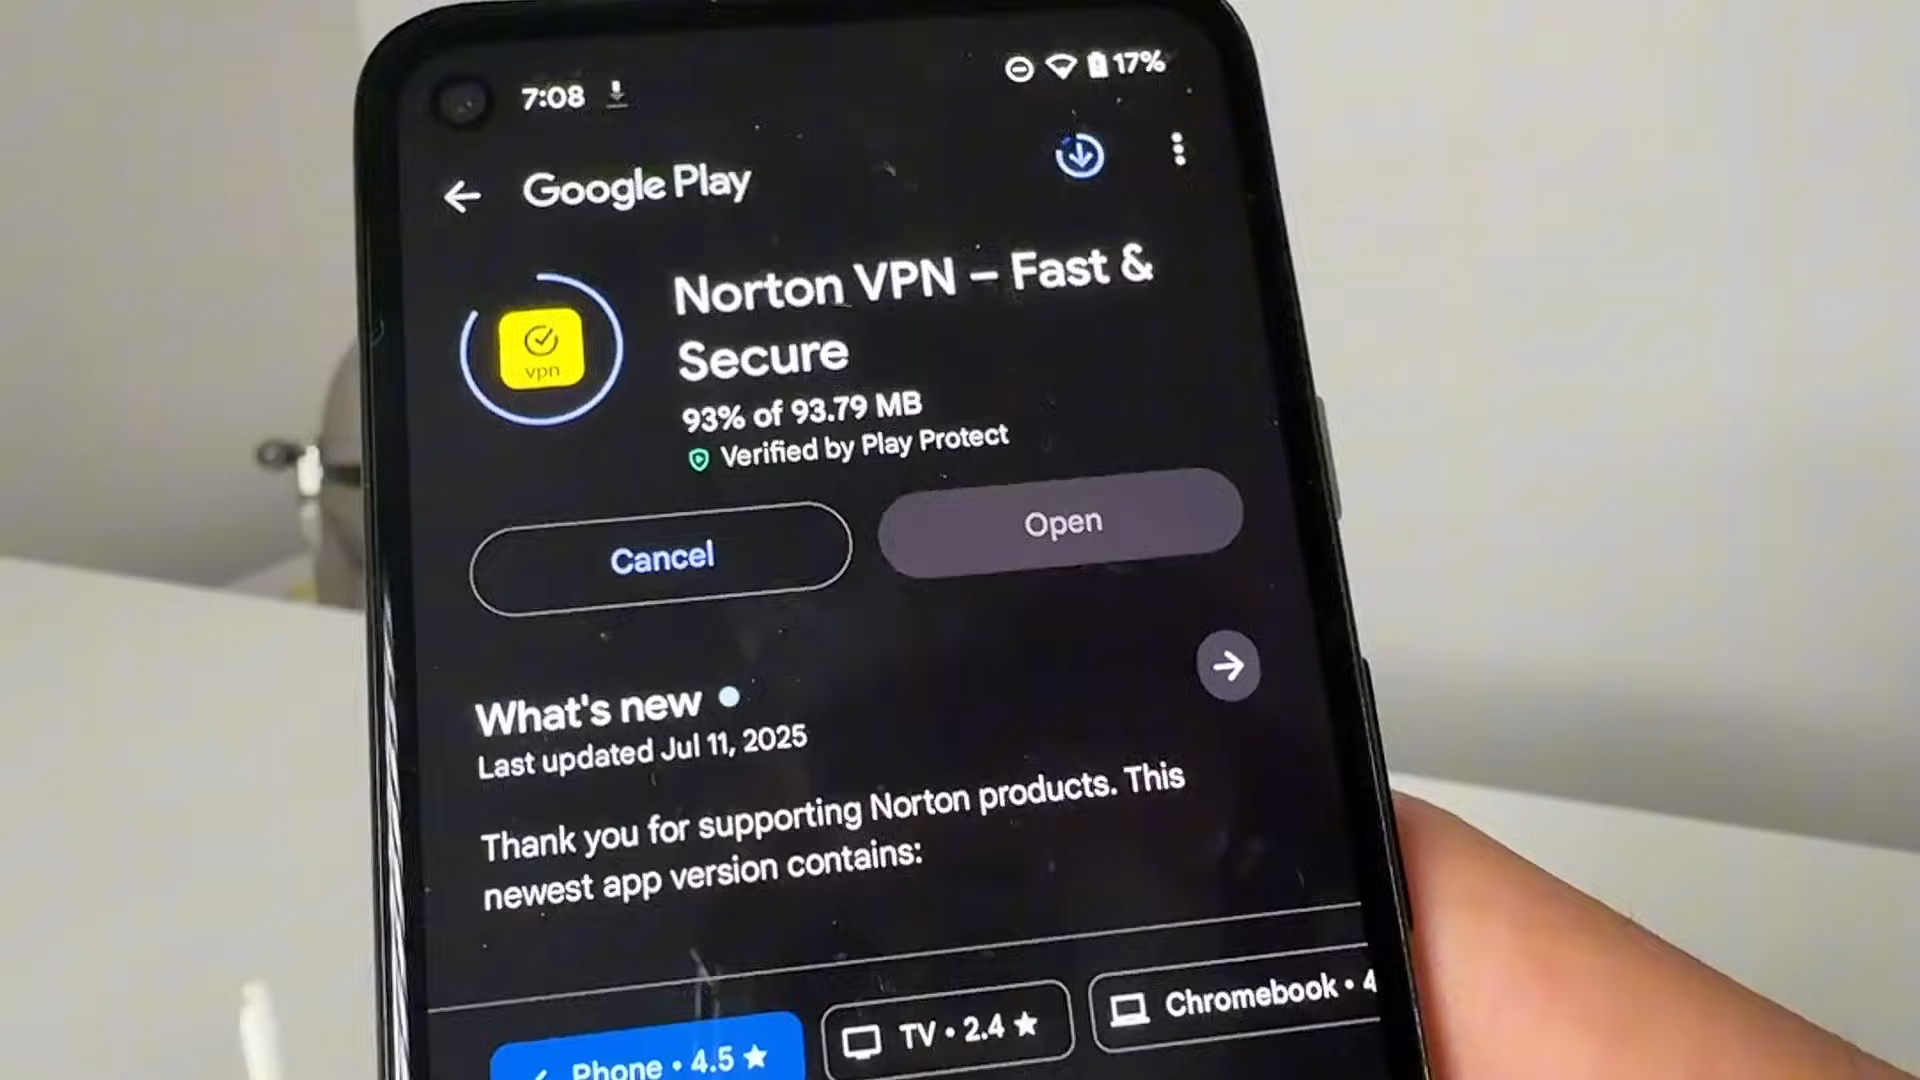 7:08
17%
Google Play
Norton VPN – Fast &
Secure
vpn
93% of 93.79 MB
Verified by Play Protect
Cancel
Open
What's new
Last updated Jul 11, 2025
Thank you for supporting Norton products. This
newest app version contains:
Phone • 4.5 ★
TV • 2.4 ★
Chromebook • 4